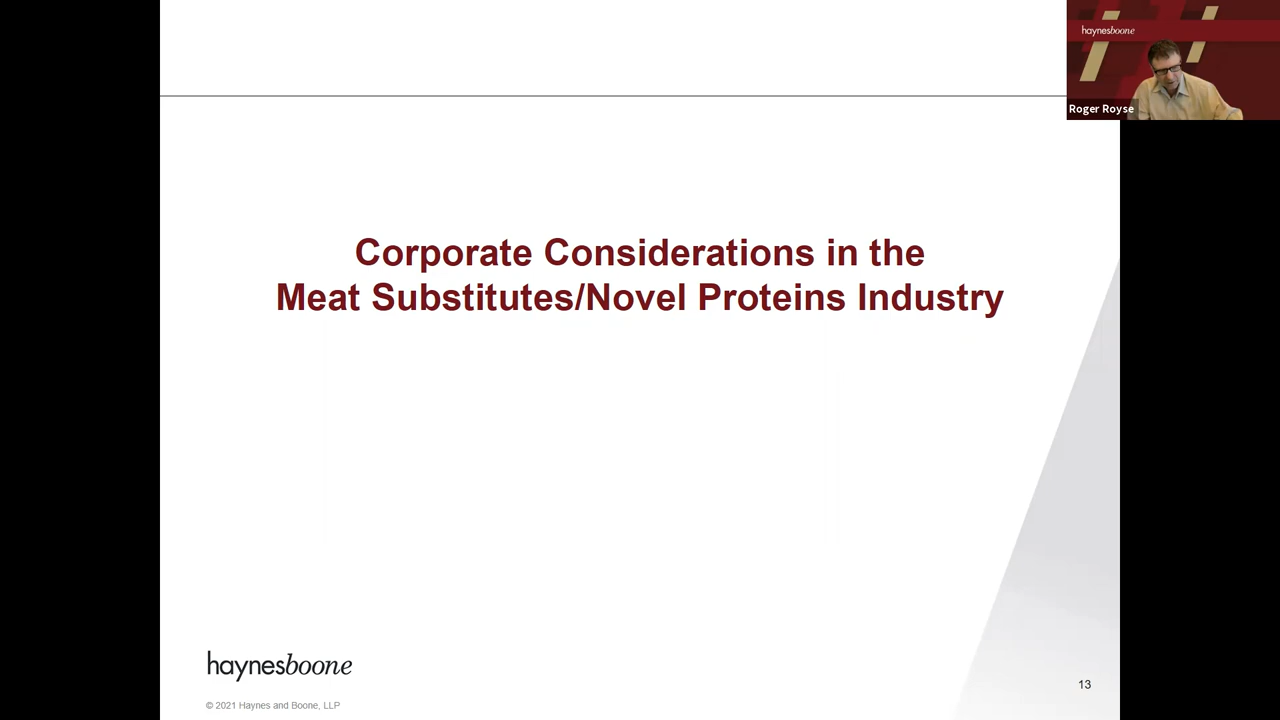 haynesboone
Roger Royse
Corporate Considerations in the
Meat Substitutes/Novel Proteins Industry
haynesboone
13
© 2021 Haynes and Boone, LLP